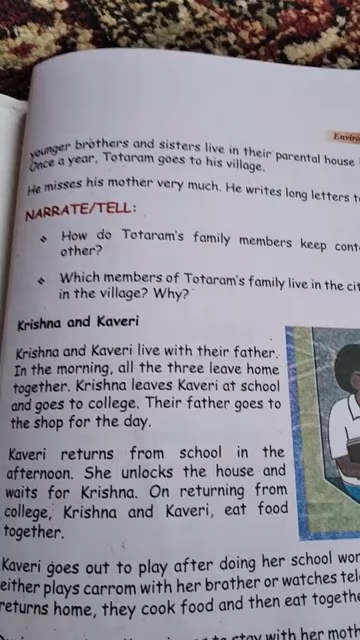 Enviro
younger brothers and sisters live in their parental house
Once a year, Totaram goes to his village.
He misses his mother very much. He writes long letters t
NARRATE/TELL:
❖ How do Totaram's family members keep cont
other?
❖ Which members of Totaram's family live in the cit
in the village? Why?
Krishna and Kaveri
Krishna and Kaveri live with their father.
In the morning, all the three leave home
together. Krishna leaves Kaveri at school
and goes to college. Their father goes to
the shop for the day.
Kaveri returns from school in the
afternoon. She unlocks the house and
waits for Krishna. On returning from
college, Krishna and Kaveri, eat food
together.
Kaveri goes out to play after doing her school wor
either plays carrom with her brother or watches tel
returns home, they cook food and then eat togethe
to stay with her moth